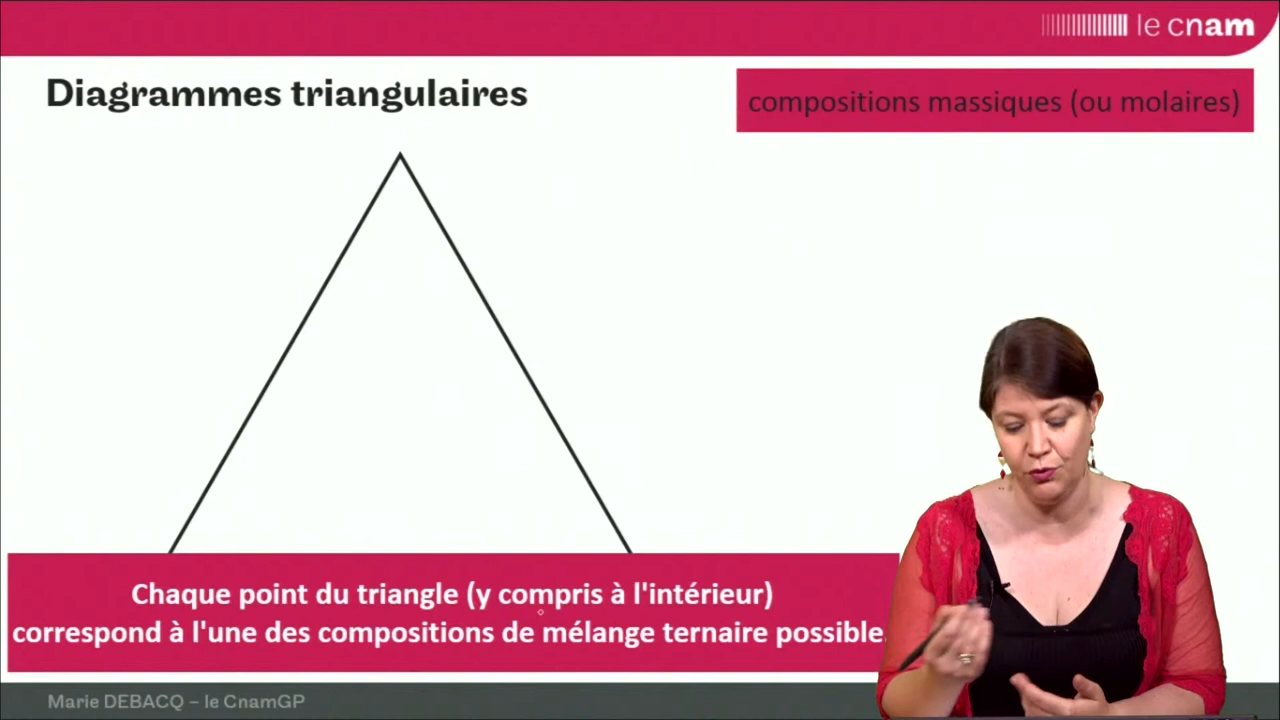 le cnam
Diagrammes triangulaires
compositions massiques (ou molaires)
Chaque point du triangle (y compris à l'intérieur)
correspond à l'une des compositions de mélange ternaire possible.
Marie DEBACQ – le CnamGP